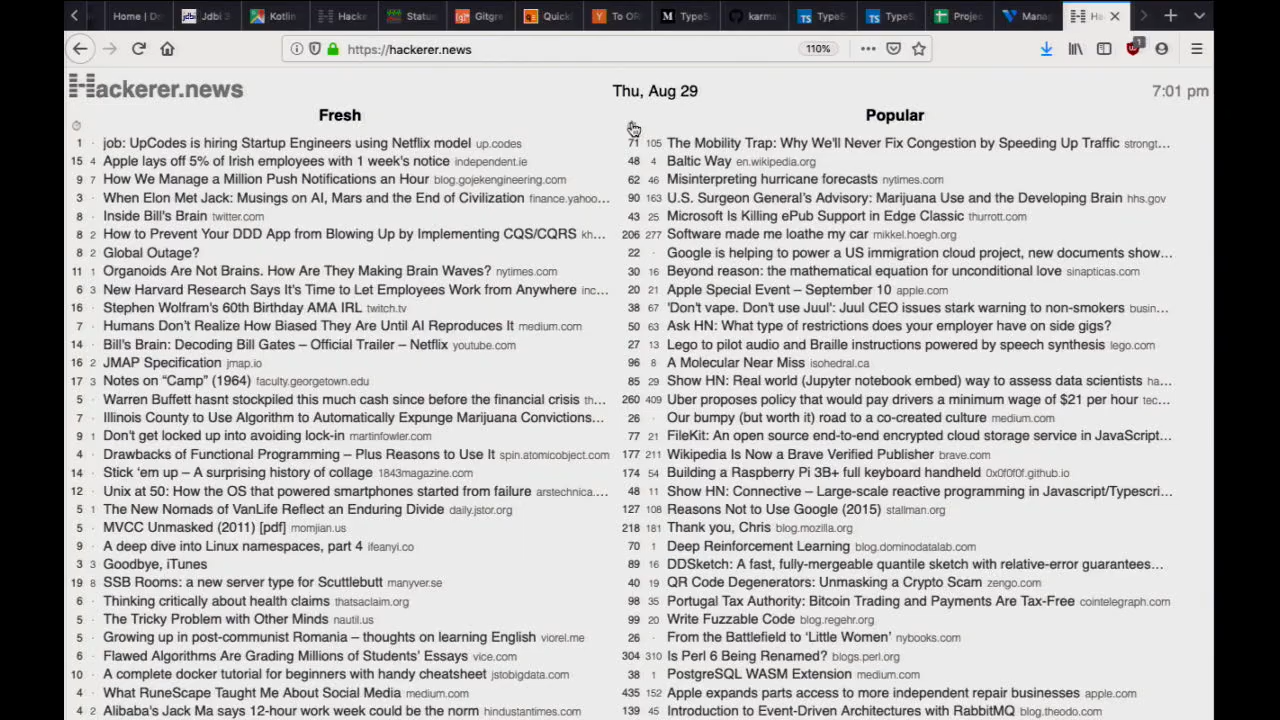 Home | D
Jdbi 3
Kotlin
Hacke
Status
Gitgre
Quickf
To OR
TypeS
karma
TypeS
TypeS
Projec
Manag
Ha
https://hackerer.news
110%
1
Hackerer.news
Thu, Aug 29
7:01 pm
Fresh
1 job: UpCodes is hiring Startup Engineers using Netflix model up.codes
15 4 Apple lays off 5% of Irish employees with 1 week's notice independent.ie
9 7 How We Manage a Million Push Notifications an Hour blog.gojekengineering.com
3 · When Elon Met Jack: Musings on AI, Mars and the End of Civilization finance.yahoo...
8 · Inside Bill's Brain twitter.com
8 2 How to Prevent Your DDD App from Blowing Up by Implementing CQS/CQRS kh...
8 2 Global Outage?
11 1 Organoids Are Not Brains. How Are They Making Brain Waves? nytimes.com
6 3 New Harvard Research Says It's Time to Let Employees Work from Anywhere inc...
16 · Stephen Wolfram's 60th Birthday AMA IRL twitch.tv
7 · Humans Don't Realize How Biased They Are Until AI Reproduces It medium.com
14 · Bill's Brain: Decoding Bill Gates – Official Trailer – Netflix youtube.com
16 2 JMAP Specification jmap.io
17 3 Notes on “Camp” (1964) faculty.georgetown.edu
5 · Warren Buffett hasnt stockpiled this much cash since before the financial crisis th...
7 · Illinois County to Use Algorithm to Automatically Expunge Marijuana Convictions...
9 1 Don't get locked up into avoiding lock-in martinfowler.com
4 · Drawbacks of Functional Programming – Plus Reasons to Use It spin.atomicobject.com
14 · Stick 'em up – A surprising history of collage 1843magazine.com
12 · Unix at 50: How the OS that powered smartphones started from failure arstechnica....
5 1 The New Nomads of VanLife Reflect an Enduring Divide daily.jstor.org
5 · MVCC Unmasked (2011) [pdf] momjian.us
9 · A deep dive into Linux namespaces, part 4 ifeanyi.co
3 3 Goodbye, iTunes
19 8 SSB Rooms: a new server type for Scuttlebutt manyver.se
6 · Thinking critically about health claims thatsaclaim.org
5 · The Tricky Problem with Other Minds nautil.us
5 · Growing up in post-communist Romania – thoughts on learning English viorel.me
6 · Flawed Algorithms Are Grading Millions of Students' Essays vice.com
10 · A complete docker tutorial for beginners with handy cheatsheet jstobigdata.com
4 · What RuneScape Taught Me About Social Media medium.com
4 2 Alibaba's Jack Ma says 12-hour work week could be the norm hindustantimes.com
Popular
71 105 The Mobility Trap: Why We'll Never Fix Congestion by Speeding Up Traffic strongt...
48 4 Baltic Way en.wikipedia.org
62 46 Misinterpreting hurricane forecasts nytimes.com
90 163 U.S. Surgeon General's Advisory: Marijuana Use and the Developing Brain hhs.gov
43 25 Microsoft Is Killing ePub Support in Edge Classic thurrott.com
206 277 Software made me loathe my car mikkel.hoegh.org
22 · Google is helping to power a US immigration cloud project, new documents show...
30 16 Beyond reason: the mathematical equation for unconditional love sinapticas.com
20 21 Apple Special Event – September 10 apple.com
38 67 'Don't vape. Don't use Juul': Juul CEO issues stark warning to non-smokers busin...
50 63 Ask HN: What type of restrictions does your employer have on side gigs?
27 13 Lego to pilot audio and Braille instructions powered by speech synthesis lego.com
96 8 A Molecular Near Miss isohedral.ca
85 29 Show HN: Real world (Jupyter notebook embed) way to assess data scientists ha...
260 409 Uber proposes policy that would pay drivers a minimum wage of $21 per hour tec...
26 · Our bumpy (but worth it) road to a co-created culture medium.com
77 21 FileKit: An open source end-to-end encrypted cloud storage service in JavaScript...
177 211 Wikipedia Is Now a Brave Verified Publisher brave.com
174 54 Building a Raspberry Pi 3B+ full keyboard handheld 0x0f0f0f.github.io
48 11 Show HN: Connective – Large-scale reactive programming in Javascript/Typescri...
127 108 Reasons Not to Use Google (2015) stallman.org
218 181 Thank you, Chris blog.mozilla.org
70 1 Deep Reinforcement Learning blog.dominodatalab.com
89 16 DDSketch: A fast, fully-mergeable quantile sketch with relative-error guarantees...
40 19 QR Code Degenerators: Unmasking a Crypto Scam zengo.com
98 35 Portugal Tax Authority: Bitcoin Trading and Payments Are Tax-Free cointelegraph.com
99 20 Write Fuzzable Code blog.regehr.org
26 · From the Battlefield to ‘Little Women’ nybooks.com
304 310 Is Perl 6 Being Renamed? blogs.perl.org
38 1 PostgreSQL WASM Extension medium.com
435 152 Apple expands parts access to more independent repair businesses apple.com
139 45 Introduction to Event-Driven Architectures with RabbitMQ blog.theodo.com